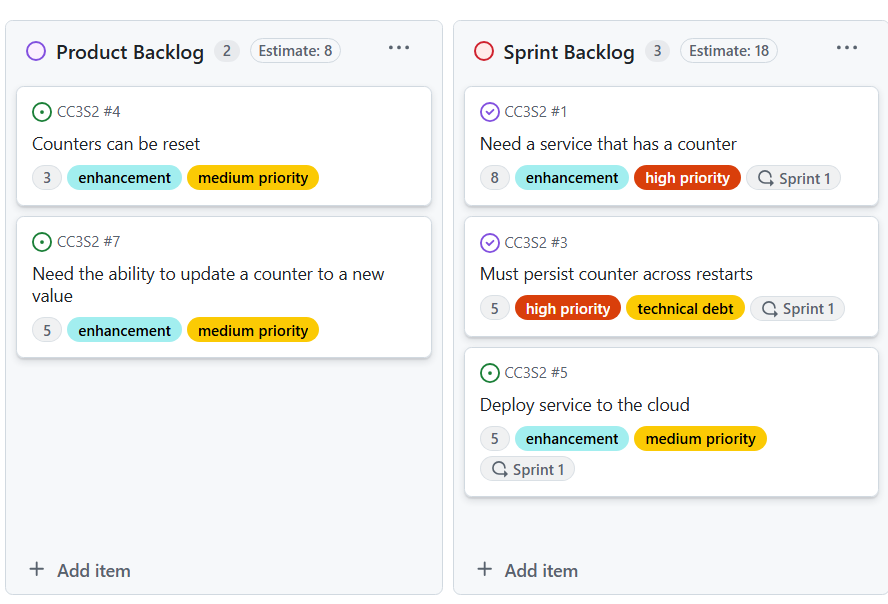 Product Backlog 2 Estimate: 8 ...
CC3S2 #4
Counters can be reset
3 enhancement medium priority
CC3S2 #7
Need the ability to update a counter to a new
value
5 enhancement medium priority
+ Add item
Sprint Backlog 3 Estimate: 18 ...
CC3S2 #1
Need a service that has a counter
8 enhancement high priority Sprint 1
CC3S2 #3
Must persist counter across restarts
5 high priority technical debt Sprint 1
CC3S2 #5
Deploy service to the cloud
5 enhancement medium priority
Sprint 1
+ Add item